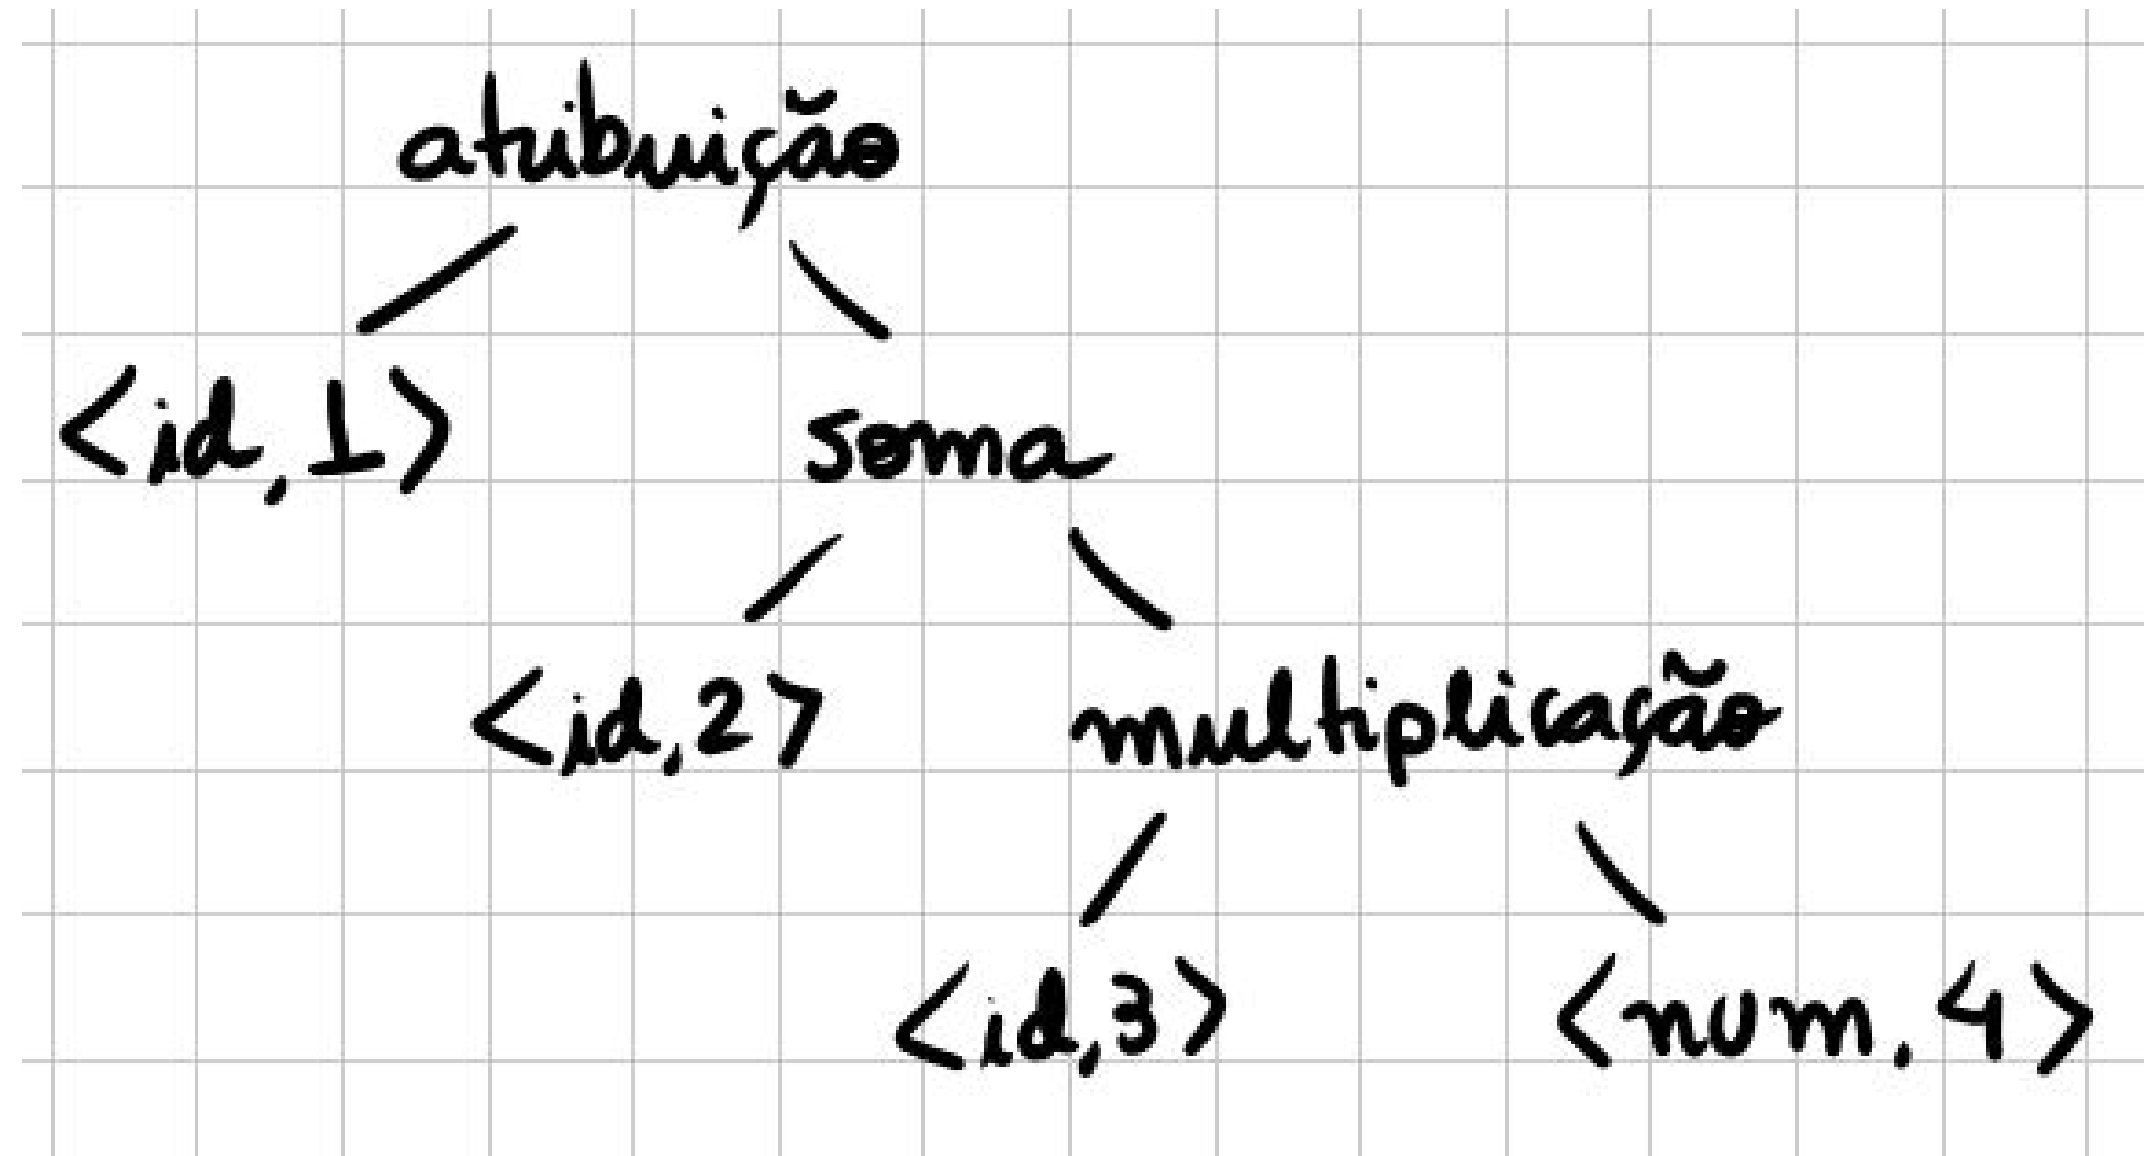 atribuição
<id, 1> soma
<id, 2> multiplicação
<id, 3> <num, 4>